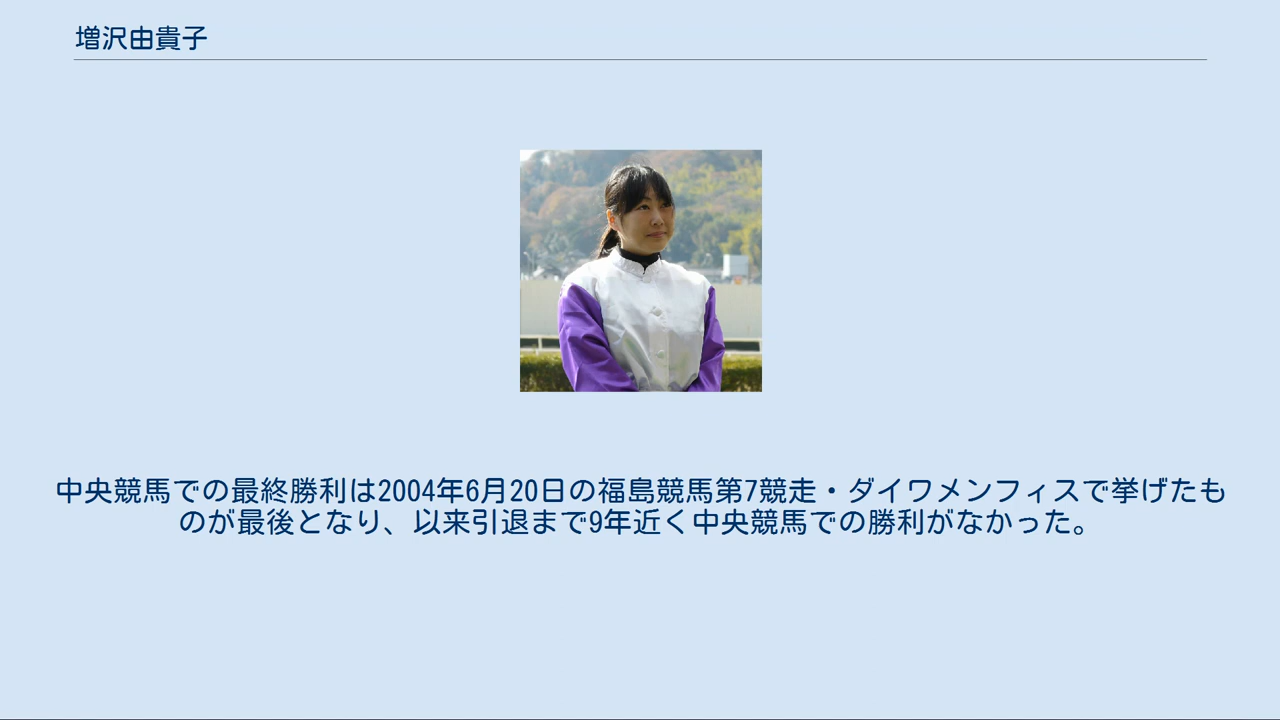 増沢由貴子
中央競馬での最終勝利は2004年6月20日の福島競馬第7競走・ダイワメンフィスで挙げたも
のが最後となり、以来引退まで9年近く中央競馬での勝利がなかった。